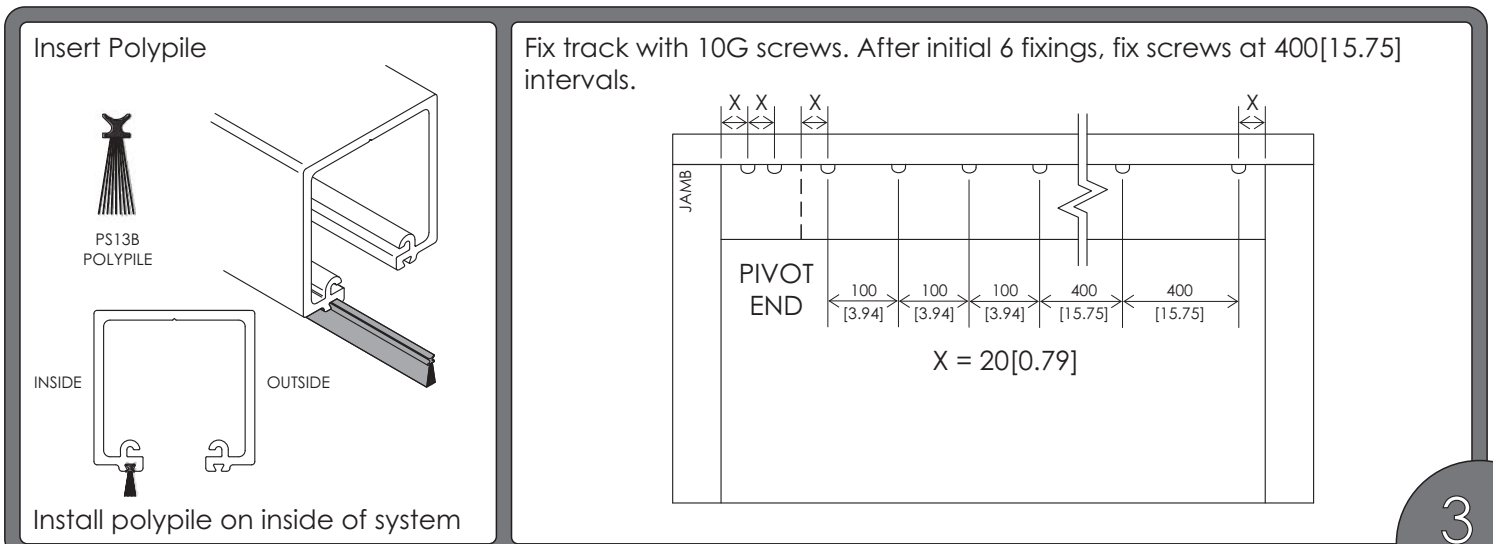 Insert Polypile
PS13B
POLYPILE
INSIDE
OUTSIDE
Install polypile on inside of system
Fix track with 10G screws. After initial 6 fixings, fix screws at 400[15.75]
intervals.
X X X X
JAMB
PIVOT
END
100 100 100 400 400
[3.94] [3.94] [3.94] [15.75] [15.75]
X = 20[0.79]
3